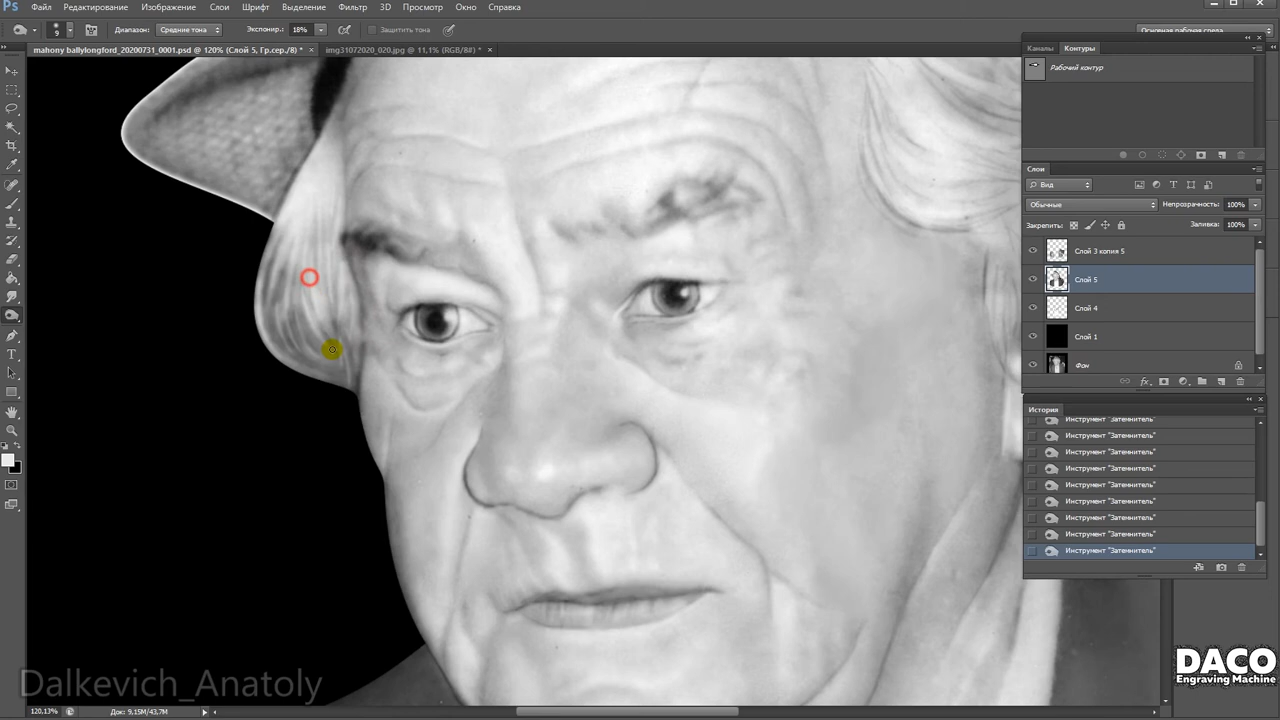 Ps Файл Редактирование Изображение Слои Шрифт Выделение Фильтр 3D Просмотр Окно Справка
9 Диапазон: Средние тона Экспонир.: 18% Защитить тона Основная рабочая среда
mahony ballylongford_20200731_0001.psd @ 120% (Слой 5, Гр.сер./8) * × img31072020_020.jpg @ 11,1% (RGB/8#) * ×
Каналы Контуры
Рабочий контур
Слои
Вид
Обычные Непрозрачность: 100%
Закрепить: Заливка: 100%
Слой 3 копия 5
Слой 5
Слой 4
Слой 1
Фон
История
Инструмент "Затемнитель"
Инструмент "Затемнитель"
Инструмент "Затемнитель"
Инструмент "Затемнитель"
Инструмент "Затемнитель"
Инструмент "Затемнитель"
Инструмент "Затемнитель"
Инструмент "Затемнитель"
Инструмент "Затемнитель"
Dalkevich_Anatoly
DACO
Engraving Machine
120,13% Док: 9,15M/43,7M